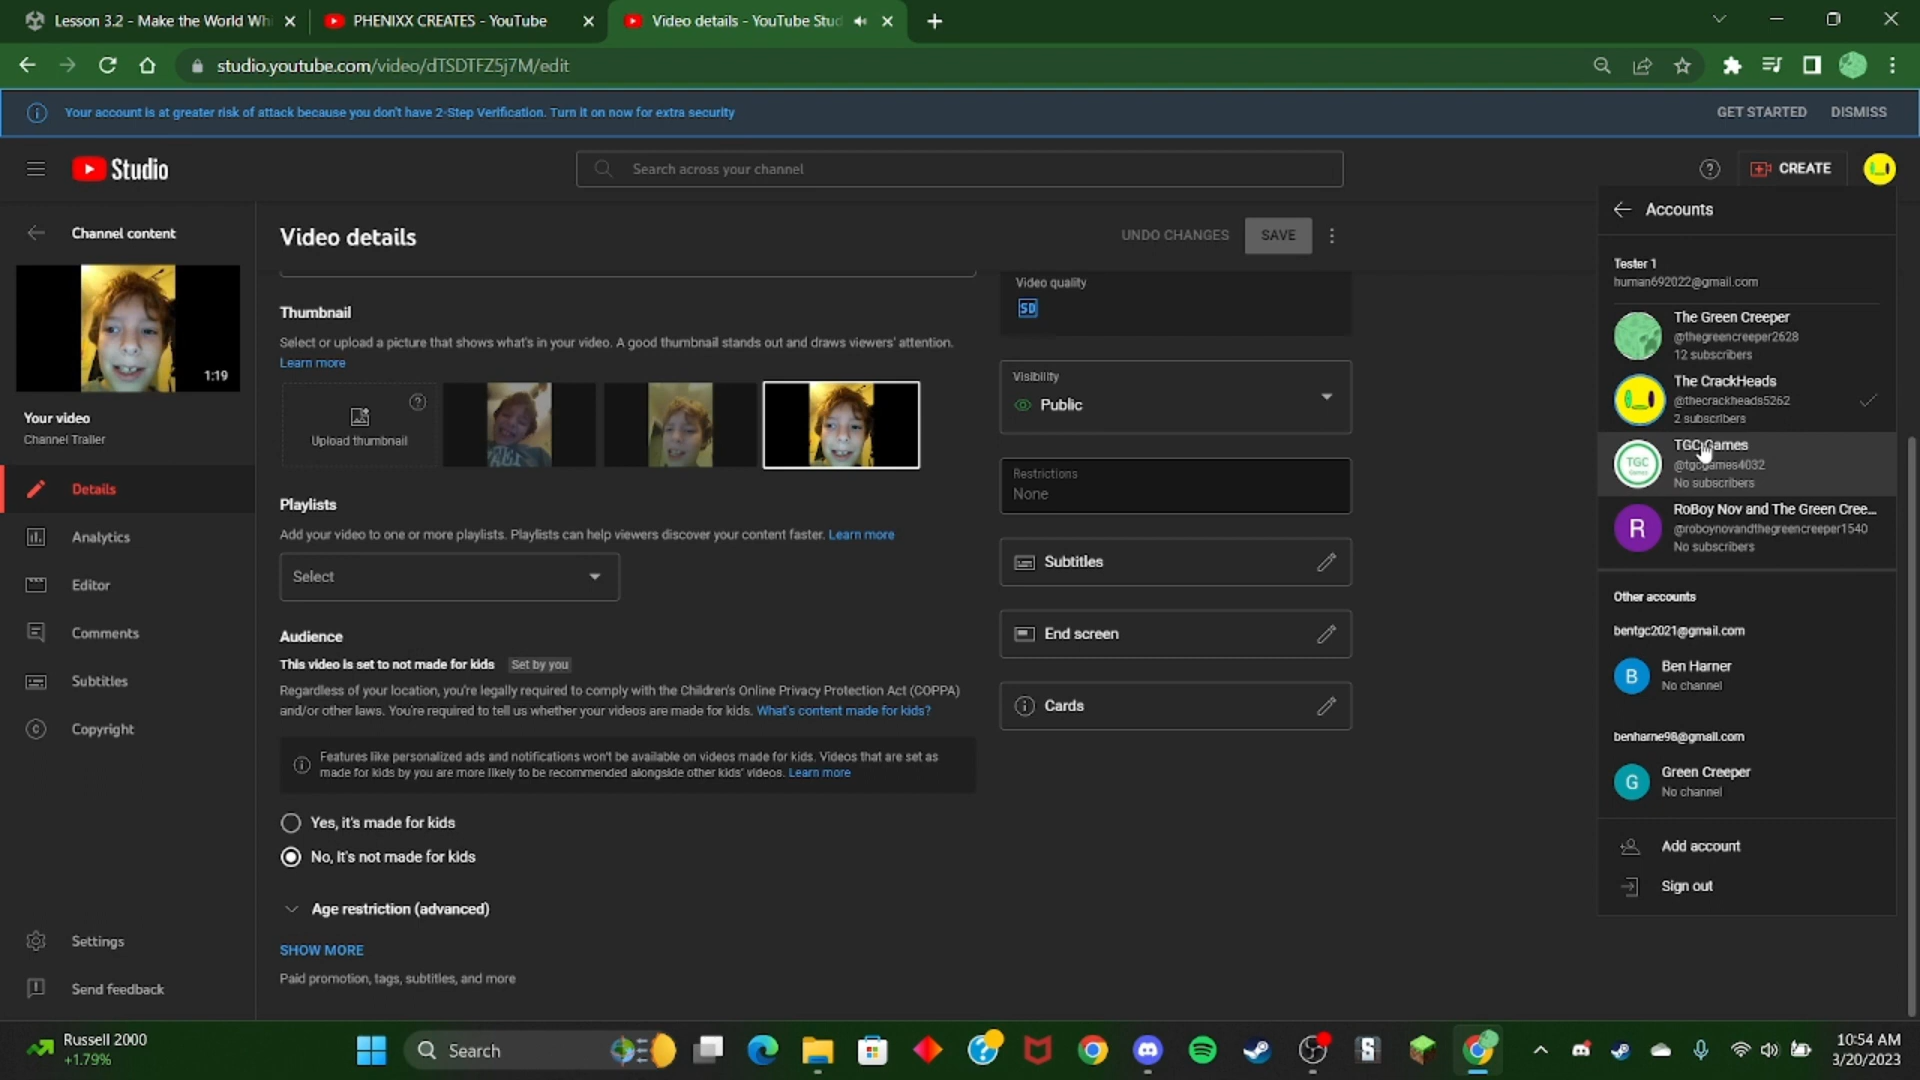 Lesson 3.2 - Make the World Whi
PHENIXX CREATES - YouTube
Video details - YouTube Stud
studio.youtube.com/video/dTSDTFZ5j7M/edit
Your account is at greater risk of attack because you don't have 2-Step Verification. Turn it on now for extra security
GET STARTED
DISMISS
Studio
Search across your channel
CREATE
Channel content
1:19
Your video
Channel Trailer
Details
Analytics
Editor
Comments
Subtitles
Copyright
Settings
Send feedback
Video details
UNDO CHANGES
SAVE
Thumbnail
Select or upload a picture that shows what's in your video. A good thumbnail stands out and draws viewers' attention.
Learn more
Upload thumbnail
Playlists
Add your video to one or more playlists. Playlists can help viewers discover your content faster. Learn more
Select
Audience
This video is set to not made for kids Set by you
Regardless of your location, you're legally required to comply with the Children's Online Privacy Protection Act (COPPA)
and/or other laws. You're required to tell us whether your videos are made for kids. What's content made for kids?
Features like personalized ads and notifications won't be available on videos made for kids. Videos that are set as
made for kids by you are more likely to be recommended alongside other kids' videos. Learn more
Yes, it's made for kids
No, it's not made for kids
Age restriction (advanced)
SHOW MORE
Paid promotion, tags, subtitles, and more
Video quality
SD
Visibility
Public
Restrictions
None
Subtitles
End screen
Cards
Accounts
Tester 1
human692022@gmail.com
The Green Creeper
@thegreencreeper2628
12 subscribers
The CrackHeads
@thecrackheads5262
2 subscribers
TGC
Games
TGC Games
@tgcgames4032
No subscribers
R
RoBoy Nov and The Green Cree...
@roboynovandthegreencreeper1540
No subscribers
Other accounts
bentgc2021@gmail.com
B
Ben Harner
No channel
benharne98@gmail.com
G
Green Creeper
No channel
Add account
Sign out
Russell 2000
+1.79%
Search
10:54 AM
3/20/2023